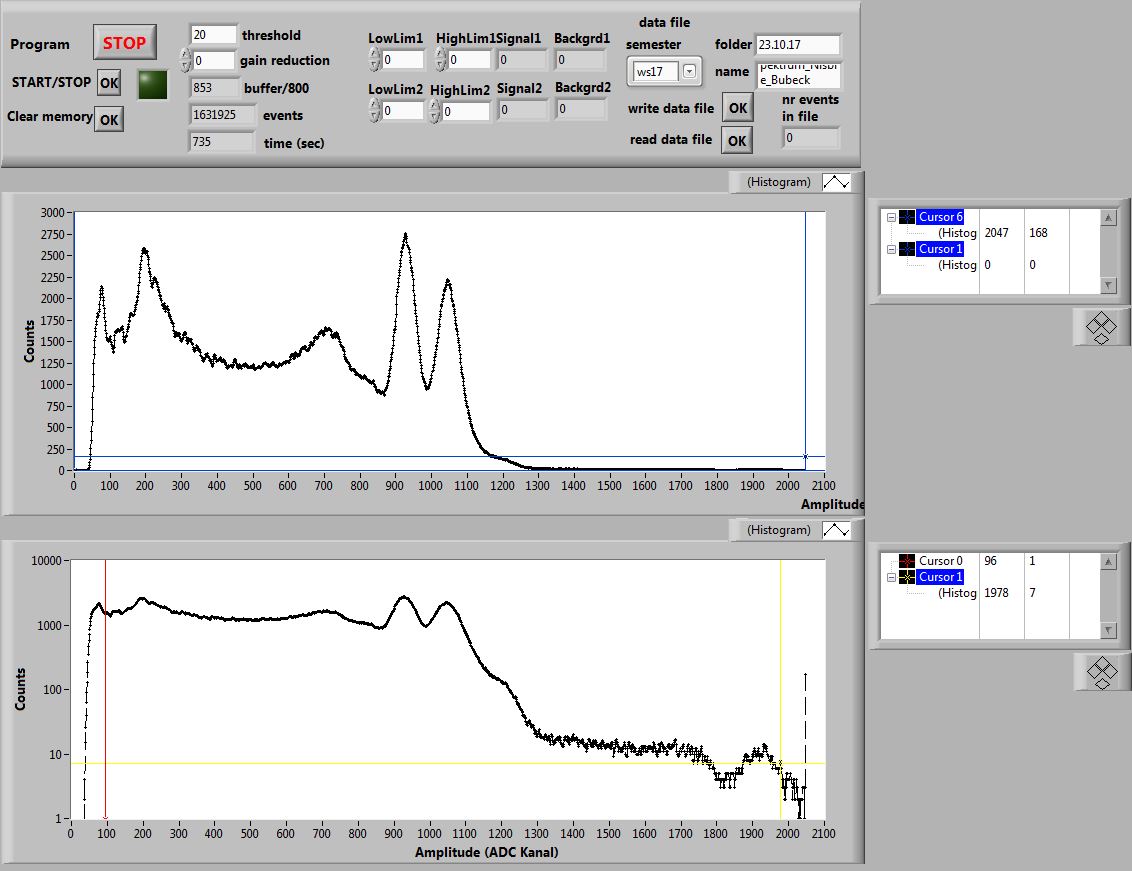 Program
STOP
START/STOP
OK
Clear memory
OK
20
threshold
0
gain reduction
853
buffer/800
1631925
events
735
time (sec)
LowLim1
HighLim1
Signal1
Backgrd1
0
0
0
0
LowLim2
HighLim2
Signal2
Backgrd2
0
0
0
0
data file
semester
ws17
folder
23.10.17
name
e_Bubeck
write data file
OK
read data file
OK
nr events
in file
0
(Histogram)
3000
2750
2500
2250
2000
1750
1500
1250
1000
750
500
250
0
Counts
0 100 200 300 400 500 600 700 800 900 1000 1100 1200 1300 1400 1500 1600 1700 1800 1900 2000 2100
Amplitude
Cursor 6
(Histog 2047 168
Cursor 1
(Histog 0 0
(Histogram)
10000
1000
100
10
1
Counts
0 100 200 300 400 500 600 700 800 900 1000 1100 1200 1300 1400 1500 1600 1700 1800 1900 2000 2100
Amplitude (ADC Kanal)
Cursor 0 96 1
Cursor 1
(Histog 1978 7